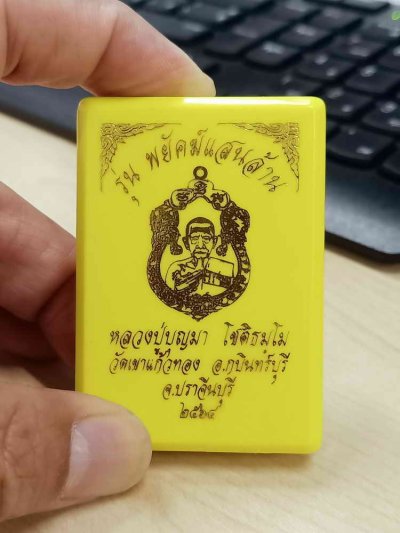 รุ่น พยัคฆ์แสนล้าน
หลวงปู่บุญมา โชติธมฺโม
วัดเขาแก้วทอง อ.กบินทร์บุรี
จ.ปราจีนบุรี
๒๕๖๔